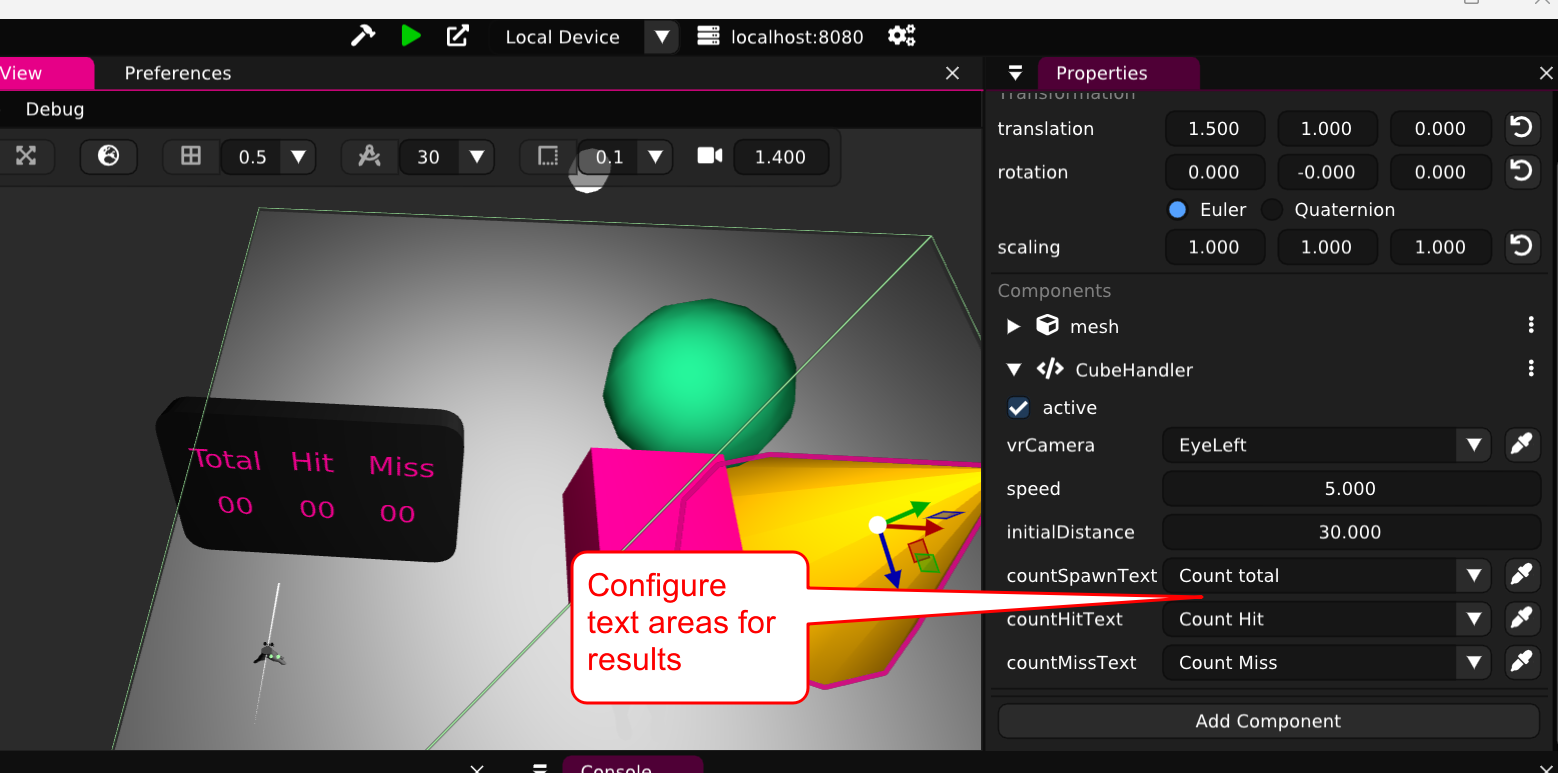 Local Device
localhost:8080
View
Preferences
Properties
Debug
0.5
30
0.1
1.400
Transformation
translation 1.500 1.000 0.000
rotation 0.000 -0.000 0.000
Euler Quaternion
scaling 1.000 1.000 1.000
Components
mesh
CubeHandler
active
vrCamera EyeLeft
speed 5.000
initialDistance 30.000
countSpawnText Count total
countHitText Count Hit
countMissText Count Miss
Add Component
Total Hit Miss
00 00 00
Configure
text areas for
results
Console